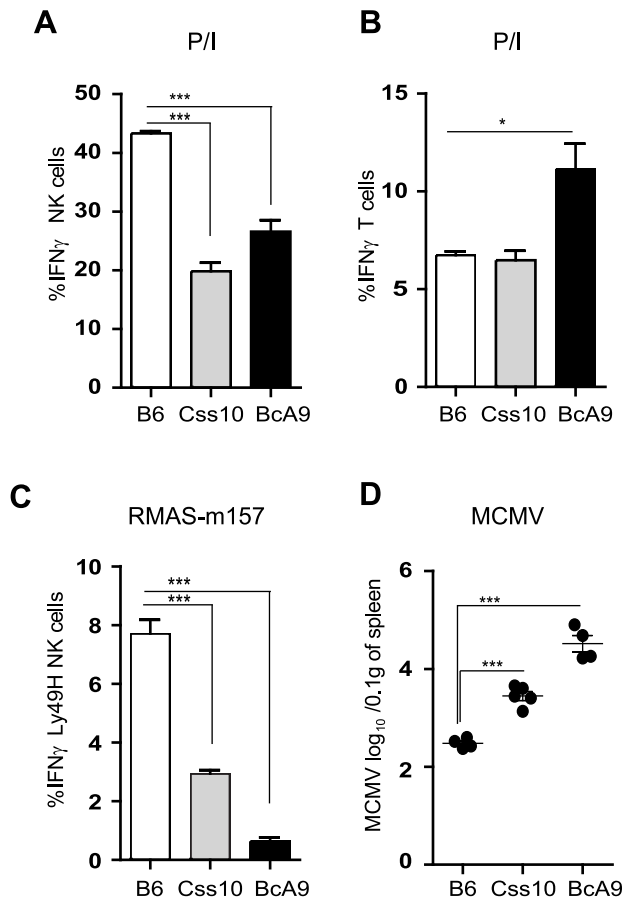 A
P/I
%IFNγ NK cells
50
40
30
20
10
0
***
***
B6 Css10 BcA9
B
P/I
%IFNγ T cells
15
10
5
0
*
B6 Css10 BcA9
C
RMAS-m157
%IFNγ Ly49H NK cells
10
8
6
4
2
0
***
***
B6 Css10 BcA9
D
MCMV
MCMV log10 /0.1g of spleen
6
4
2
0
***
***
B6 Css10 BcA9